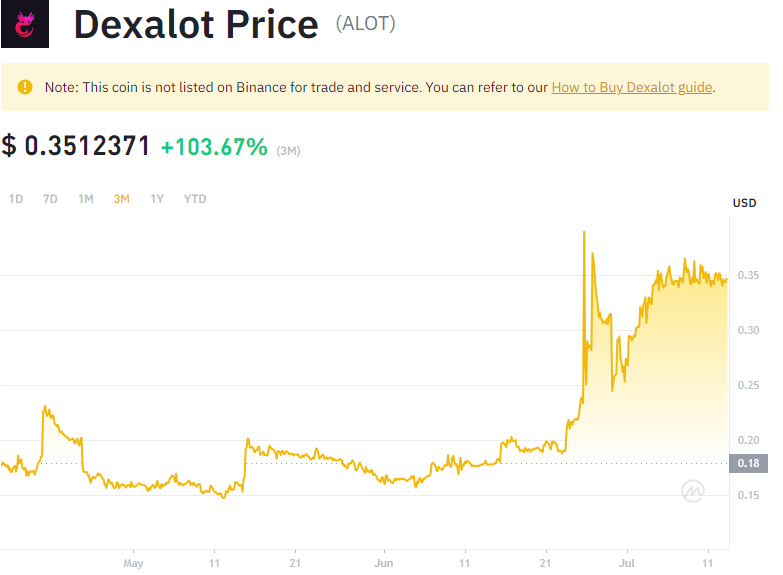 Dexalot Price (ALOT)
Note: This coin is not listed on Binance for trade and service. You can refer to our How to Buy Dexalot guide.
$ 0.3512371 +103.67% (3M)
1D 7D 1M 3M 1Y YTD
USD
0.35
0.30
0.25
0.20
0.18
0.15
May 11 21 Jun 11 21 Jul 11